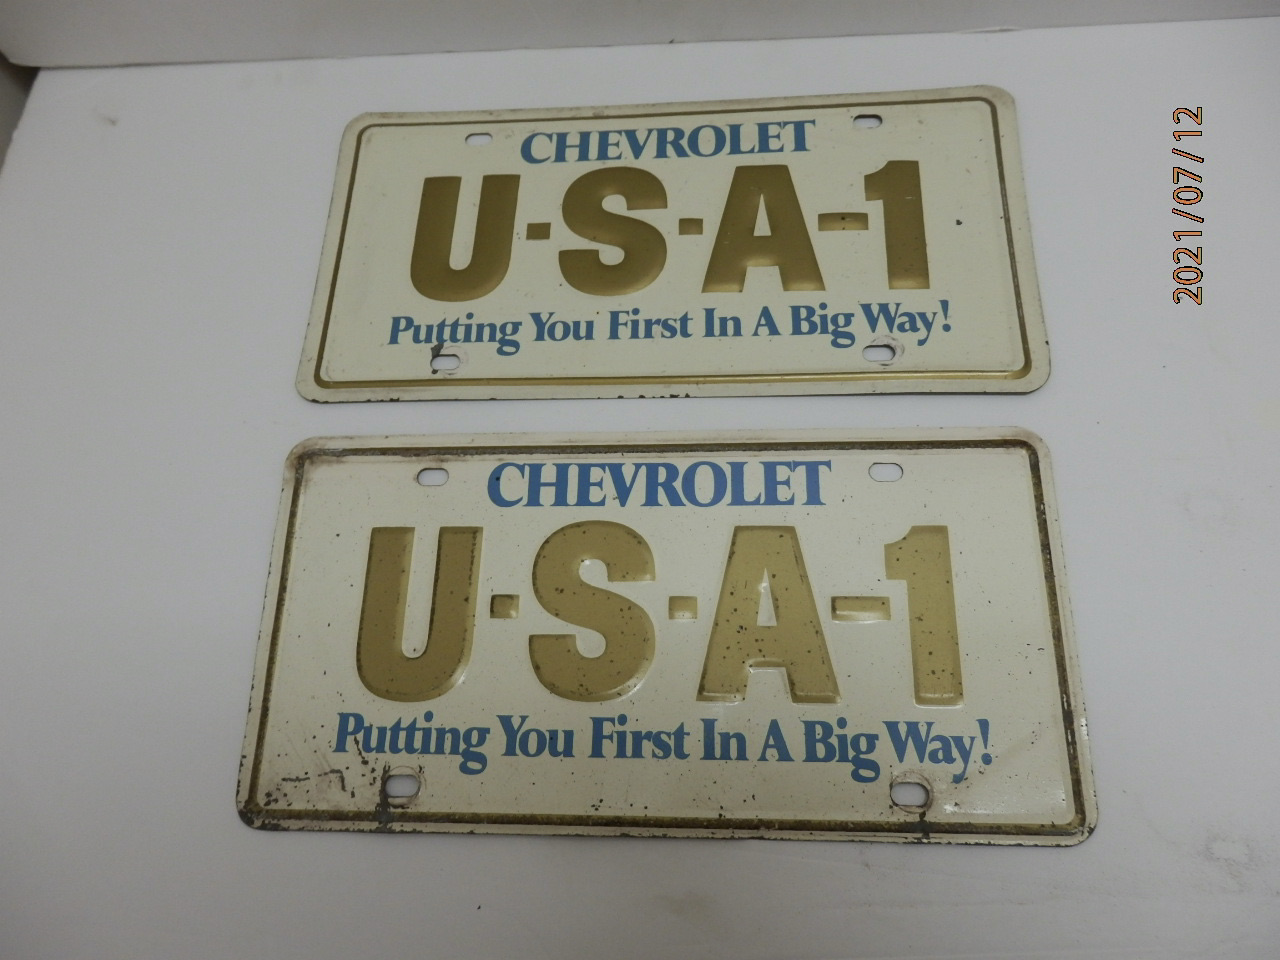 CHEVROLET
U·S·A-1
Putting You First In A Big Way!
CHEVROLET
U·S·A-1
Putting You First In A Big Way!
2021/07/12